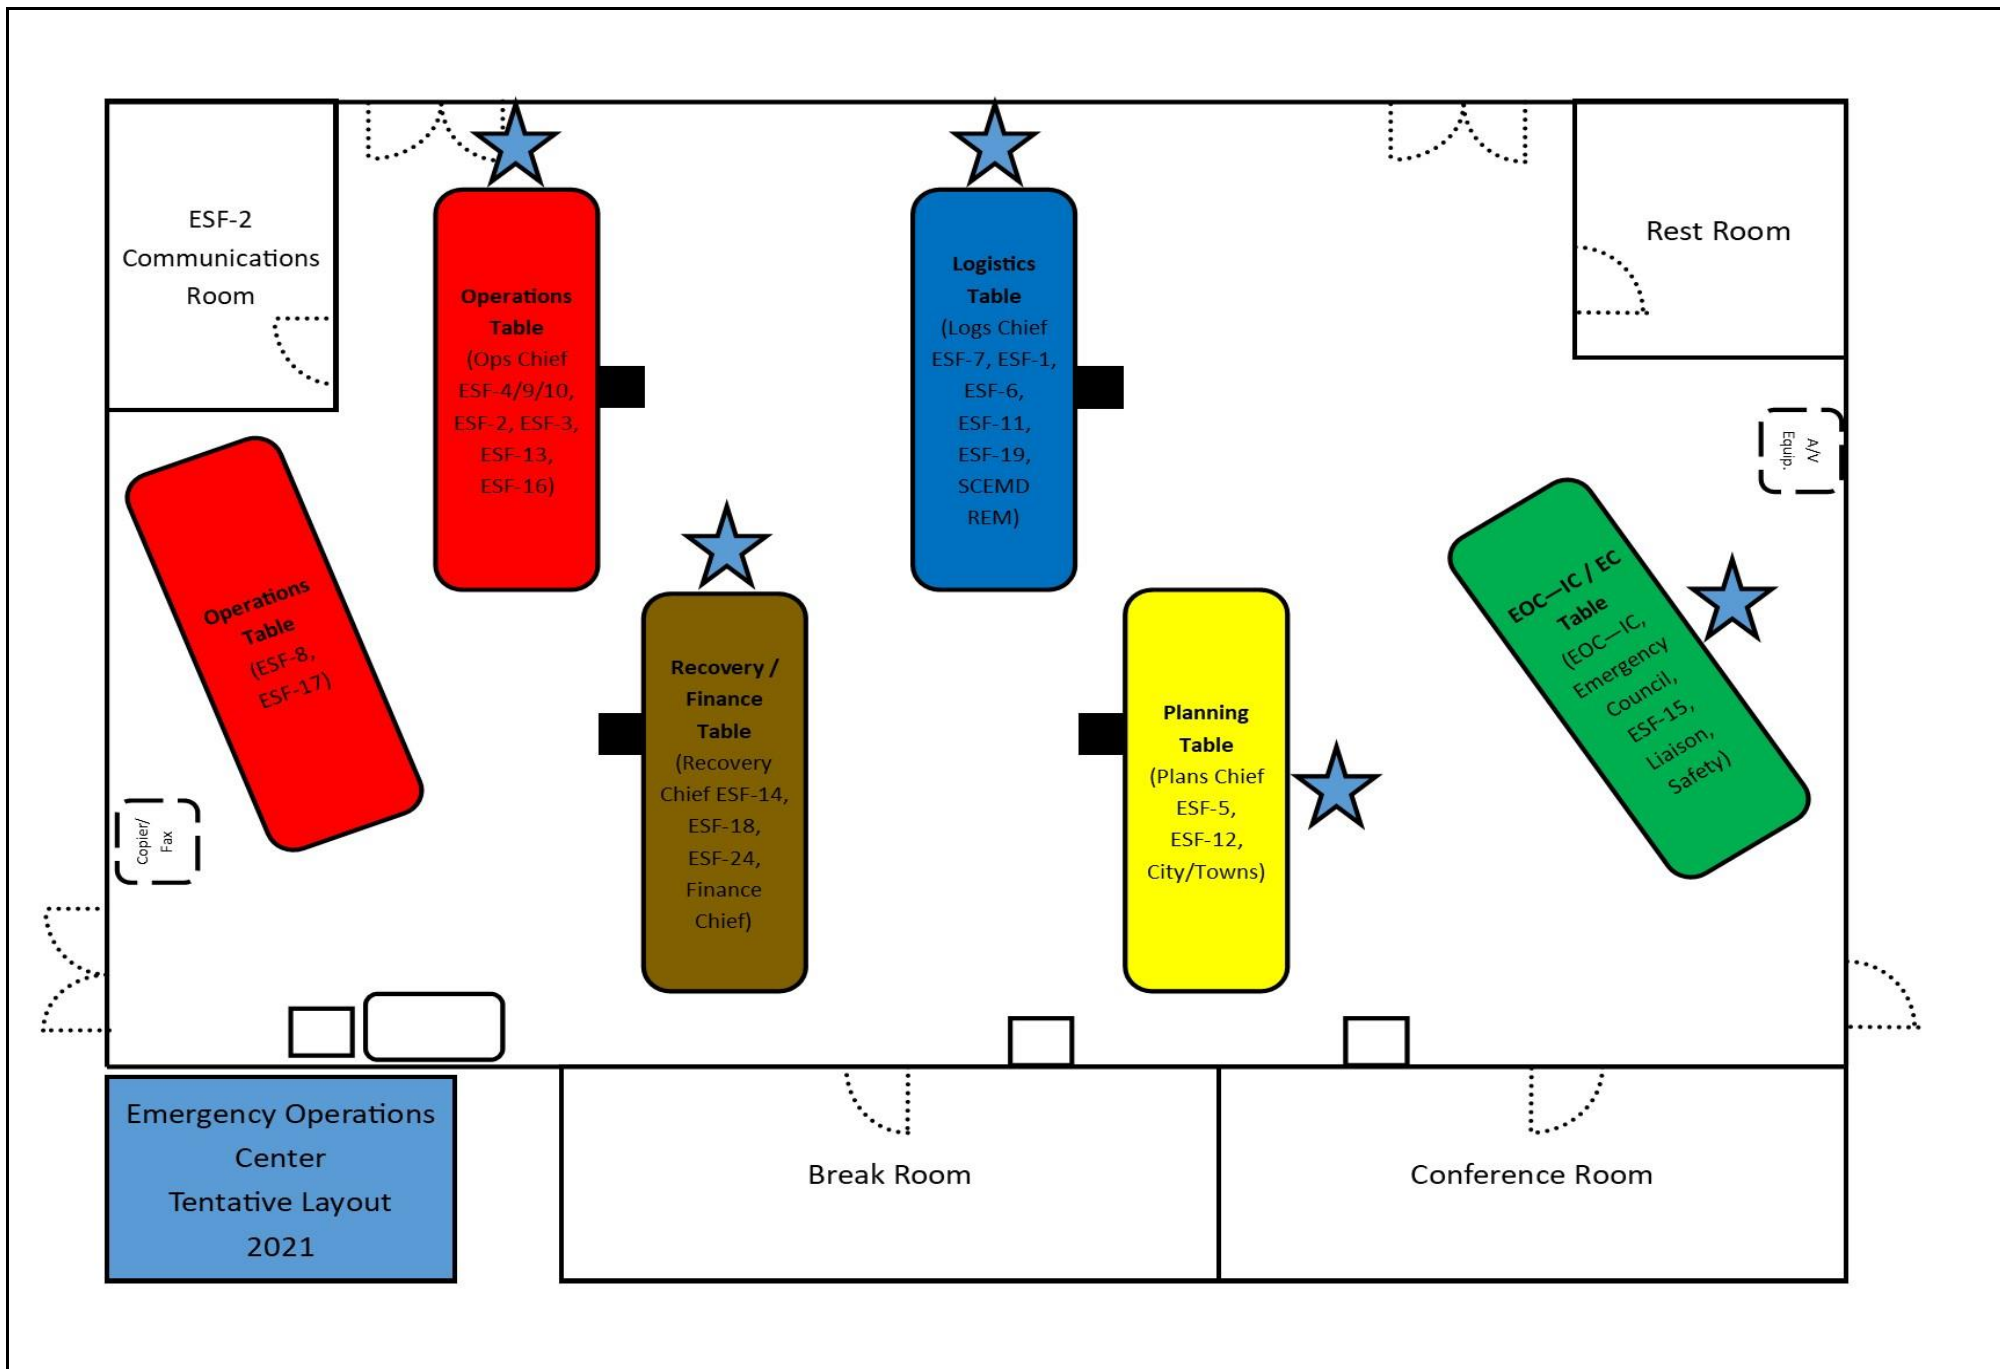 ESF-2
Communications
Room
Operations
Table
(Ops Chief
ESF-4/9/10,
ESF-2, ESF-3,
ESF-13,
ESF-16)
Logistics
Table
(Logs Chief
ESF-7, ESF-1,
ESF-6,
ESF-11,
ESF-19,
SCEMD
REM)
Rest Room
A/V
Equip.
Operations
Table
(ESF-8,
ESF-17)
Recovery /
Finance
Table
(Recovery
Chief ESF-14,
ESF-18,
ESF-24,
Finance
Chief)
Planning
Table
(Plans Chief
ESF-5,
ESF-12,
City/Towns)
EOC—IC / EC
Table
(EOC—IC,
Emergency
Council,
ESF-15,
Liaison,
Safety)
Copier/
Fax
Emergency Operations
Center
Tentative Layout
2021
Break Room
Conference Room